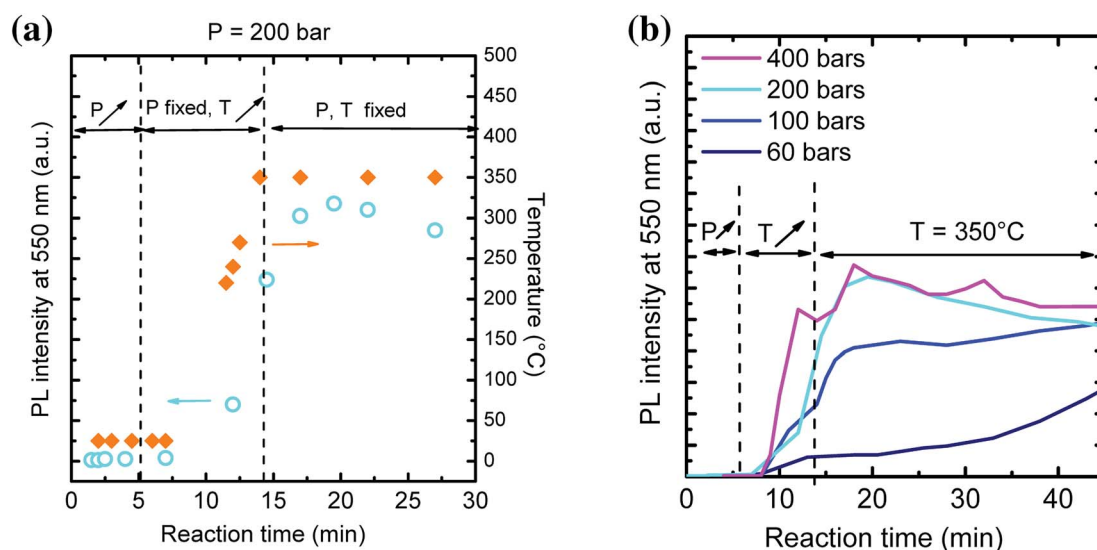 (a)
P = 200 bar
P
P fixed, T
P, T fixed
PL intensity at 550 nm (a.u.)
500
450
400
350
300
250
200
150
100
50
0
Temperature (°C)
0 5 10 15 20 25 30
Reaction time (min)
(b)
400 bars
200 bars
100 bars
60 bars
P
T
T = 350°C
PL intensity at 550 nm (a.u.)
0 10 20 30 40
Reaction time (min)